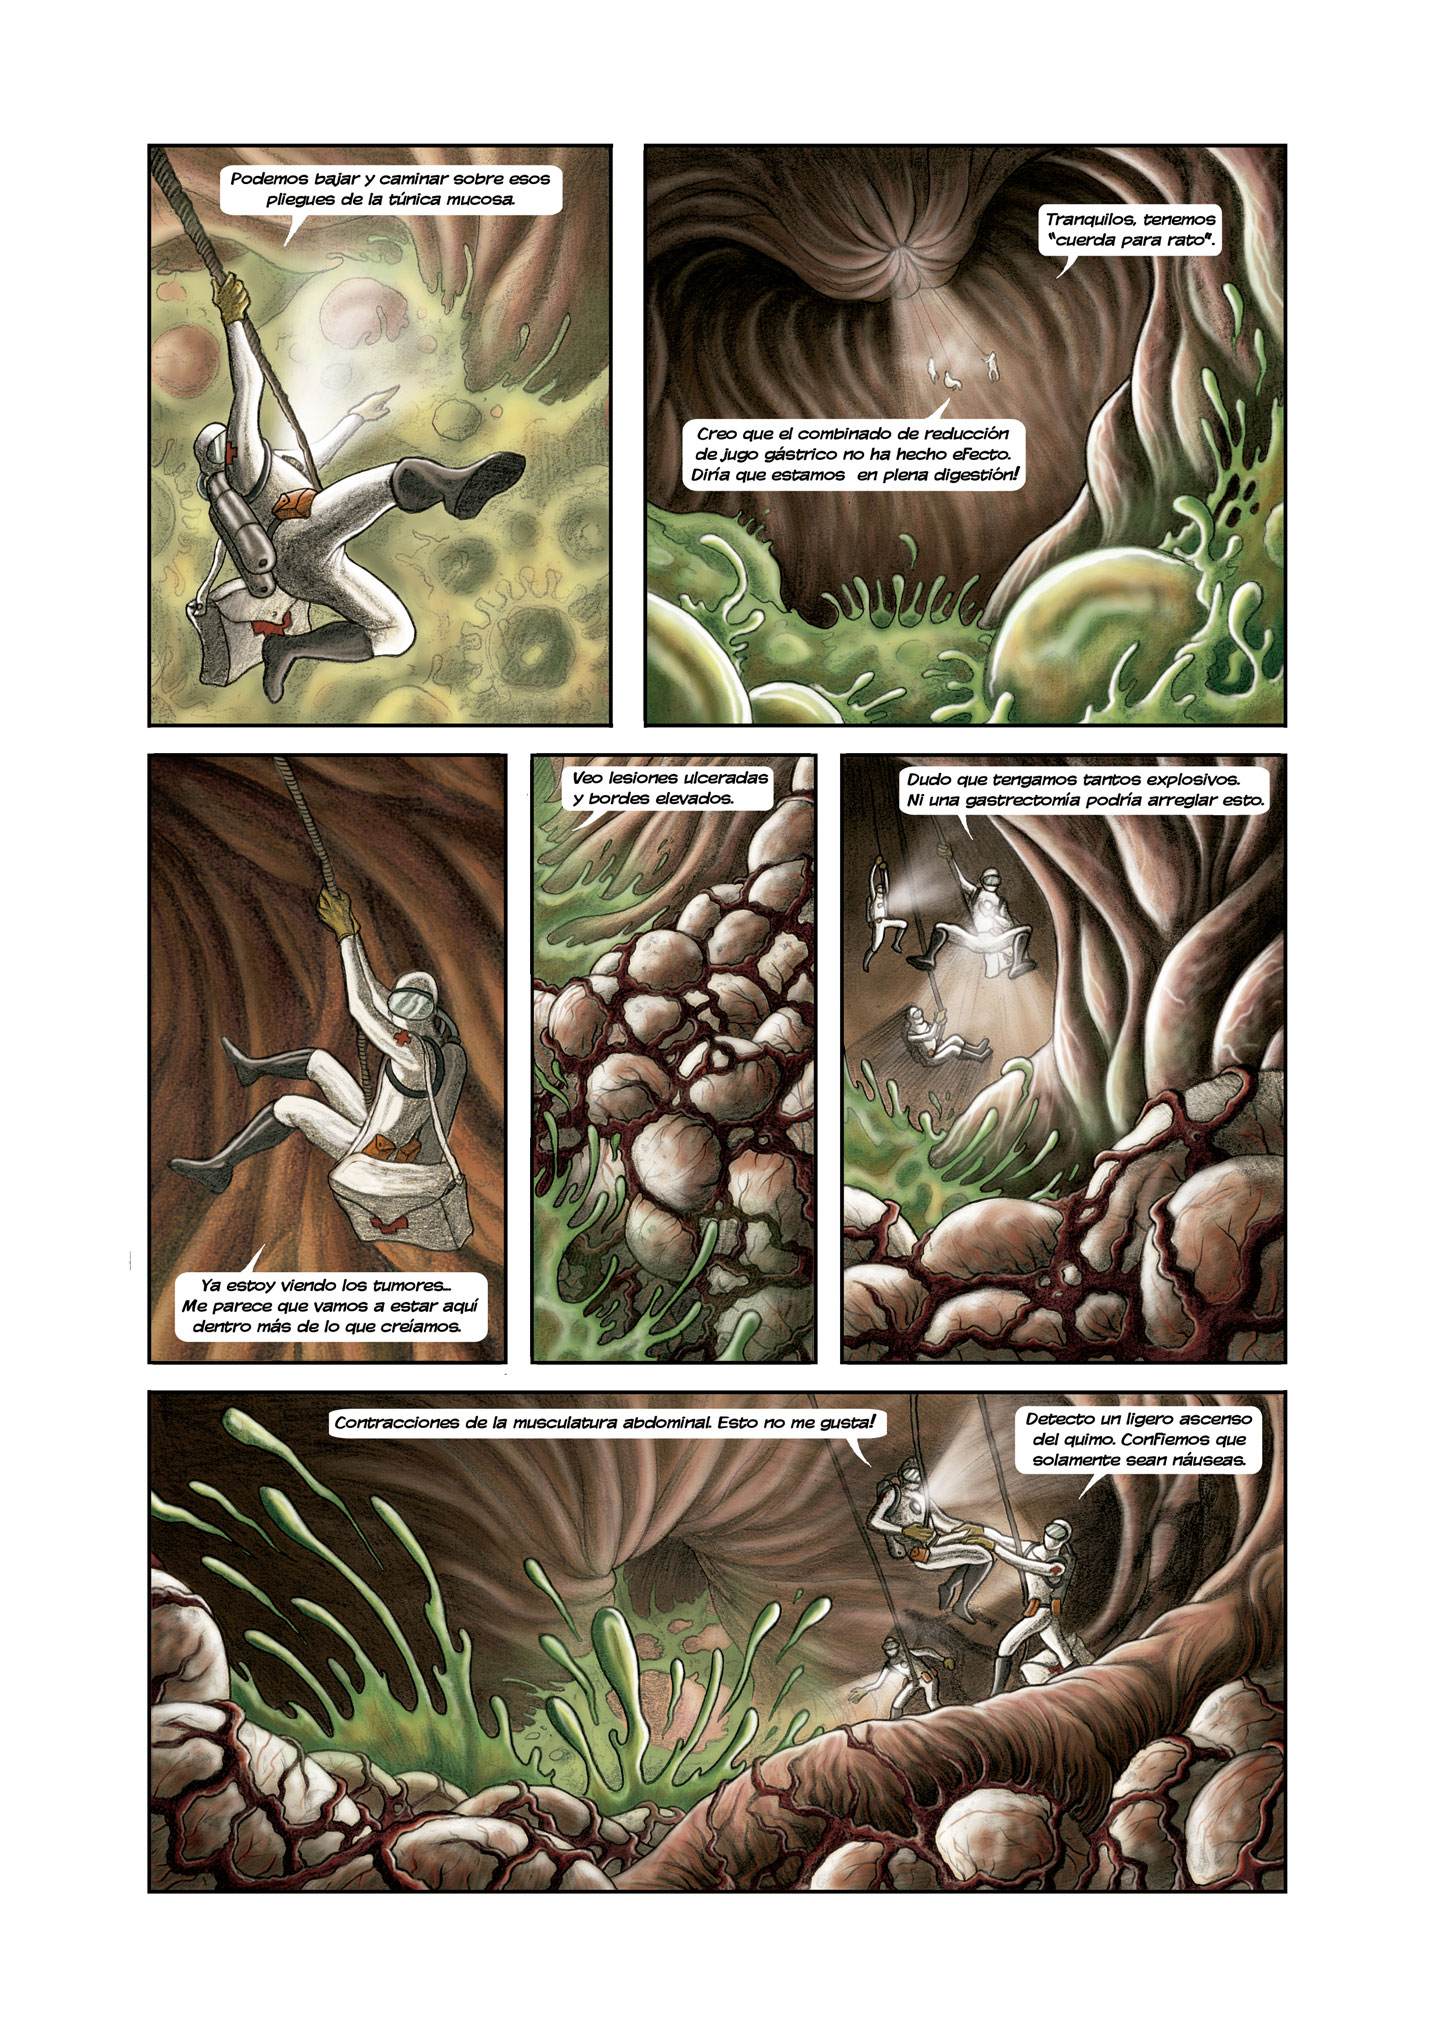 Podemos bajar y caminar sobre esos
pliegues de la túnica mucosa.
Tranquilos, tenemos
"cuerda para rato".
Creo que el combinado de reducción
de jugo gástrico no ha hecho efecto.
Diría que estamos en plena digestión!
Ya estoy viendo los tumores...
Me parece que vamos a estar aquí
dentro más de lo que creíamos.
Veo lesiones ulceradas
y bordes elevados.
Dudo que tengamos tantos explosivos.
Ni una gastrectomía podría arreglar esto.
Contracciones de la musculatura abdominal. Esto no me gusta!
Detecto un ligero ascenso
del quimo. Confiemos que
solamente sean náuseas.